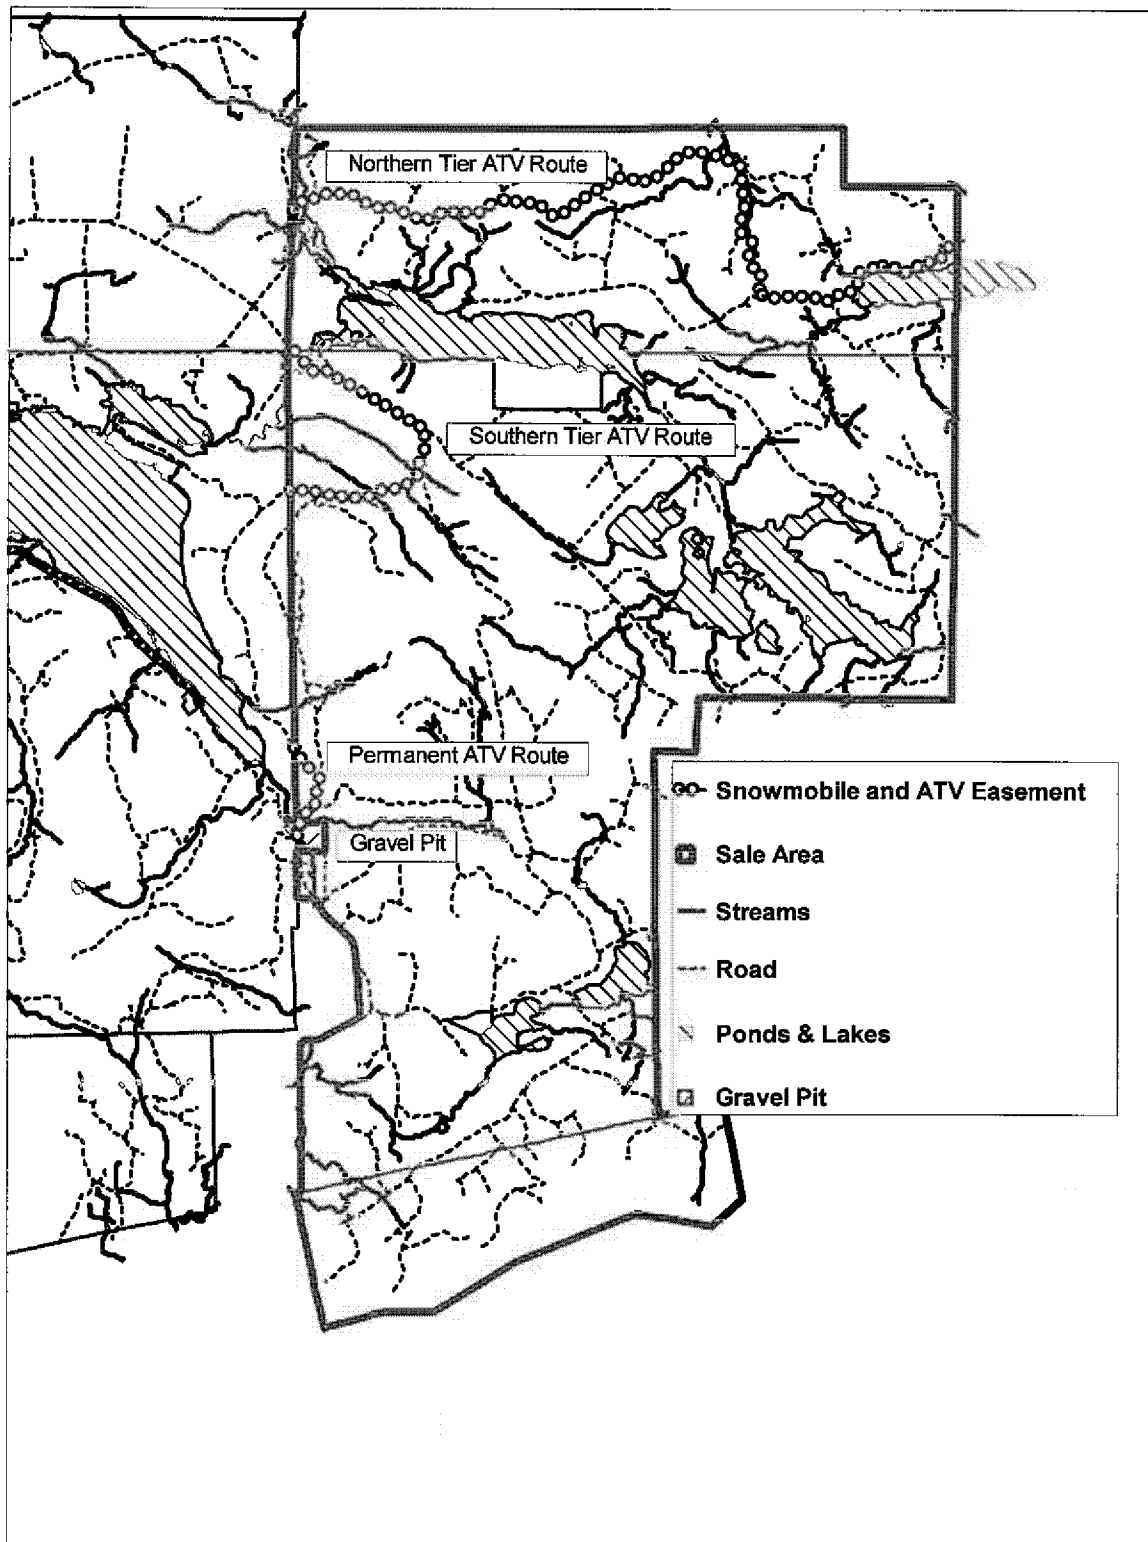 Northern Tier ATV Route
Southern Tier ATV Route
Permanent ATV Route
Gravel Pit
Snowmobile and ATV Easement
Sale Area
Streams
Road
Ponds & Lakes
Gravel Pit